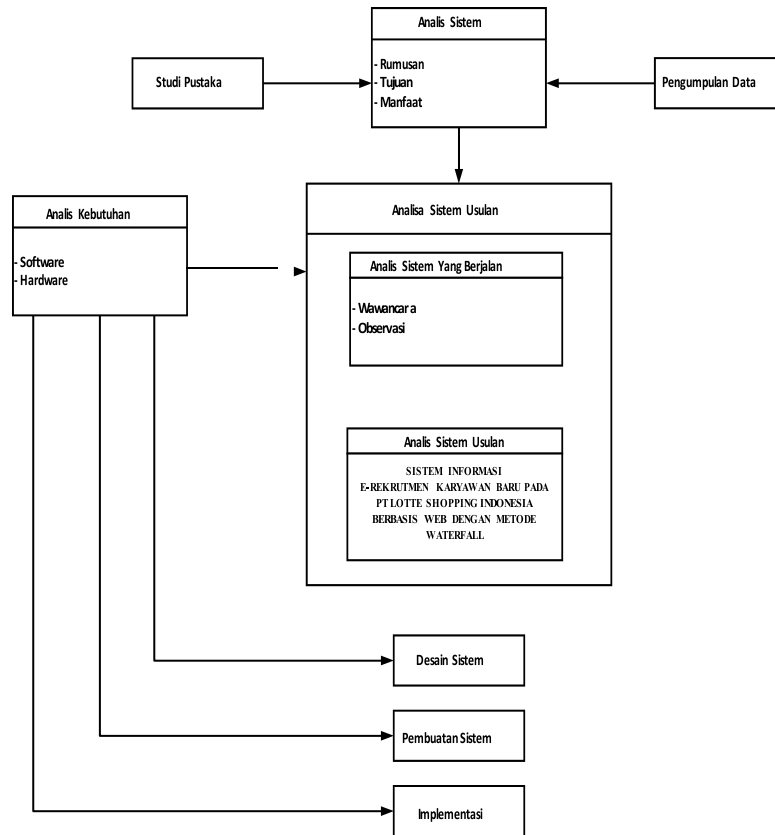 Analis Sistem
- Rumusan
- Tujuan
- Manfaat
Studi Pustaka
Pengumpulan Data
Analis Kebutuhan
- Software
- Hardware
Analisa Sistem Usulan
Analis Sistem Yang Berjalan
- Wawancara
- Observasi
Analis Sistem Usulan
SISTEM INFORMASI
E-REKRUTMEN KARYAWAN BARU PADA
PT LOTTE SHOPPING INDONESIA
BERBASIS WEB DENGAN METODE
WATERFALL
Desain Sistem
Pembuatan Sistem
Implementasi